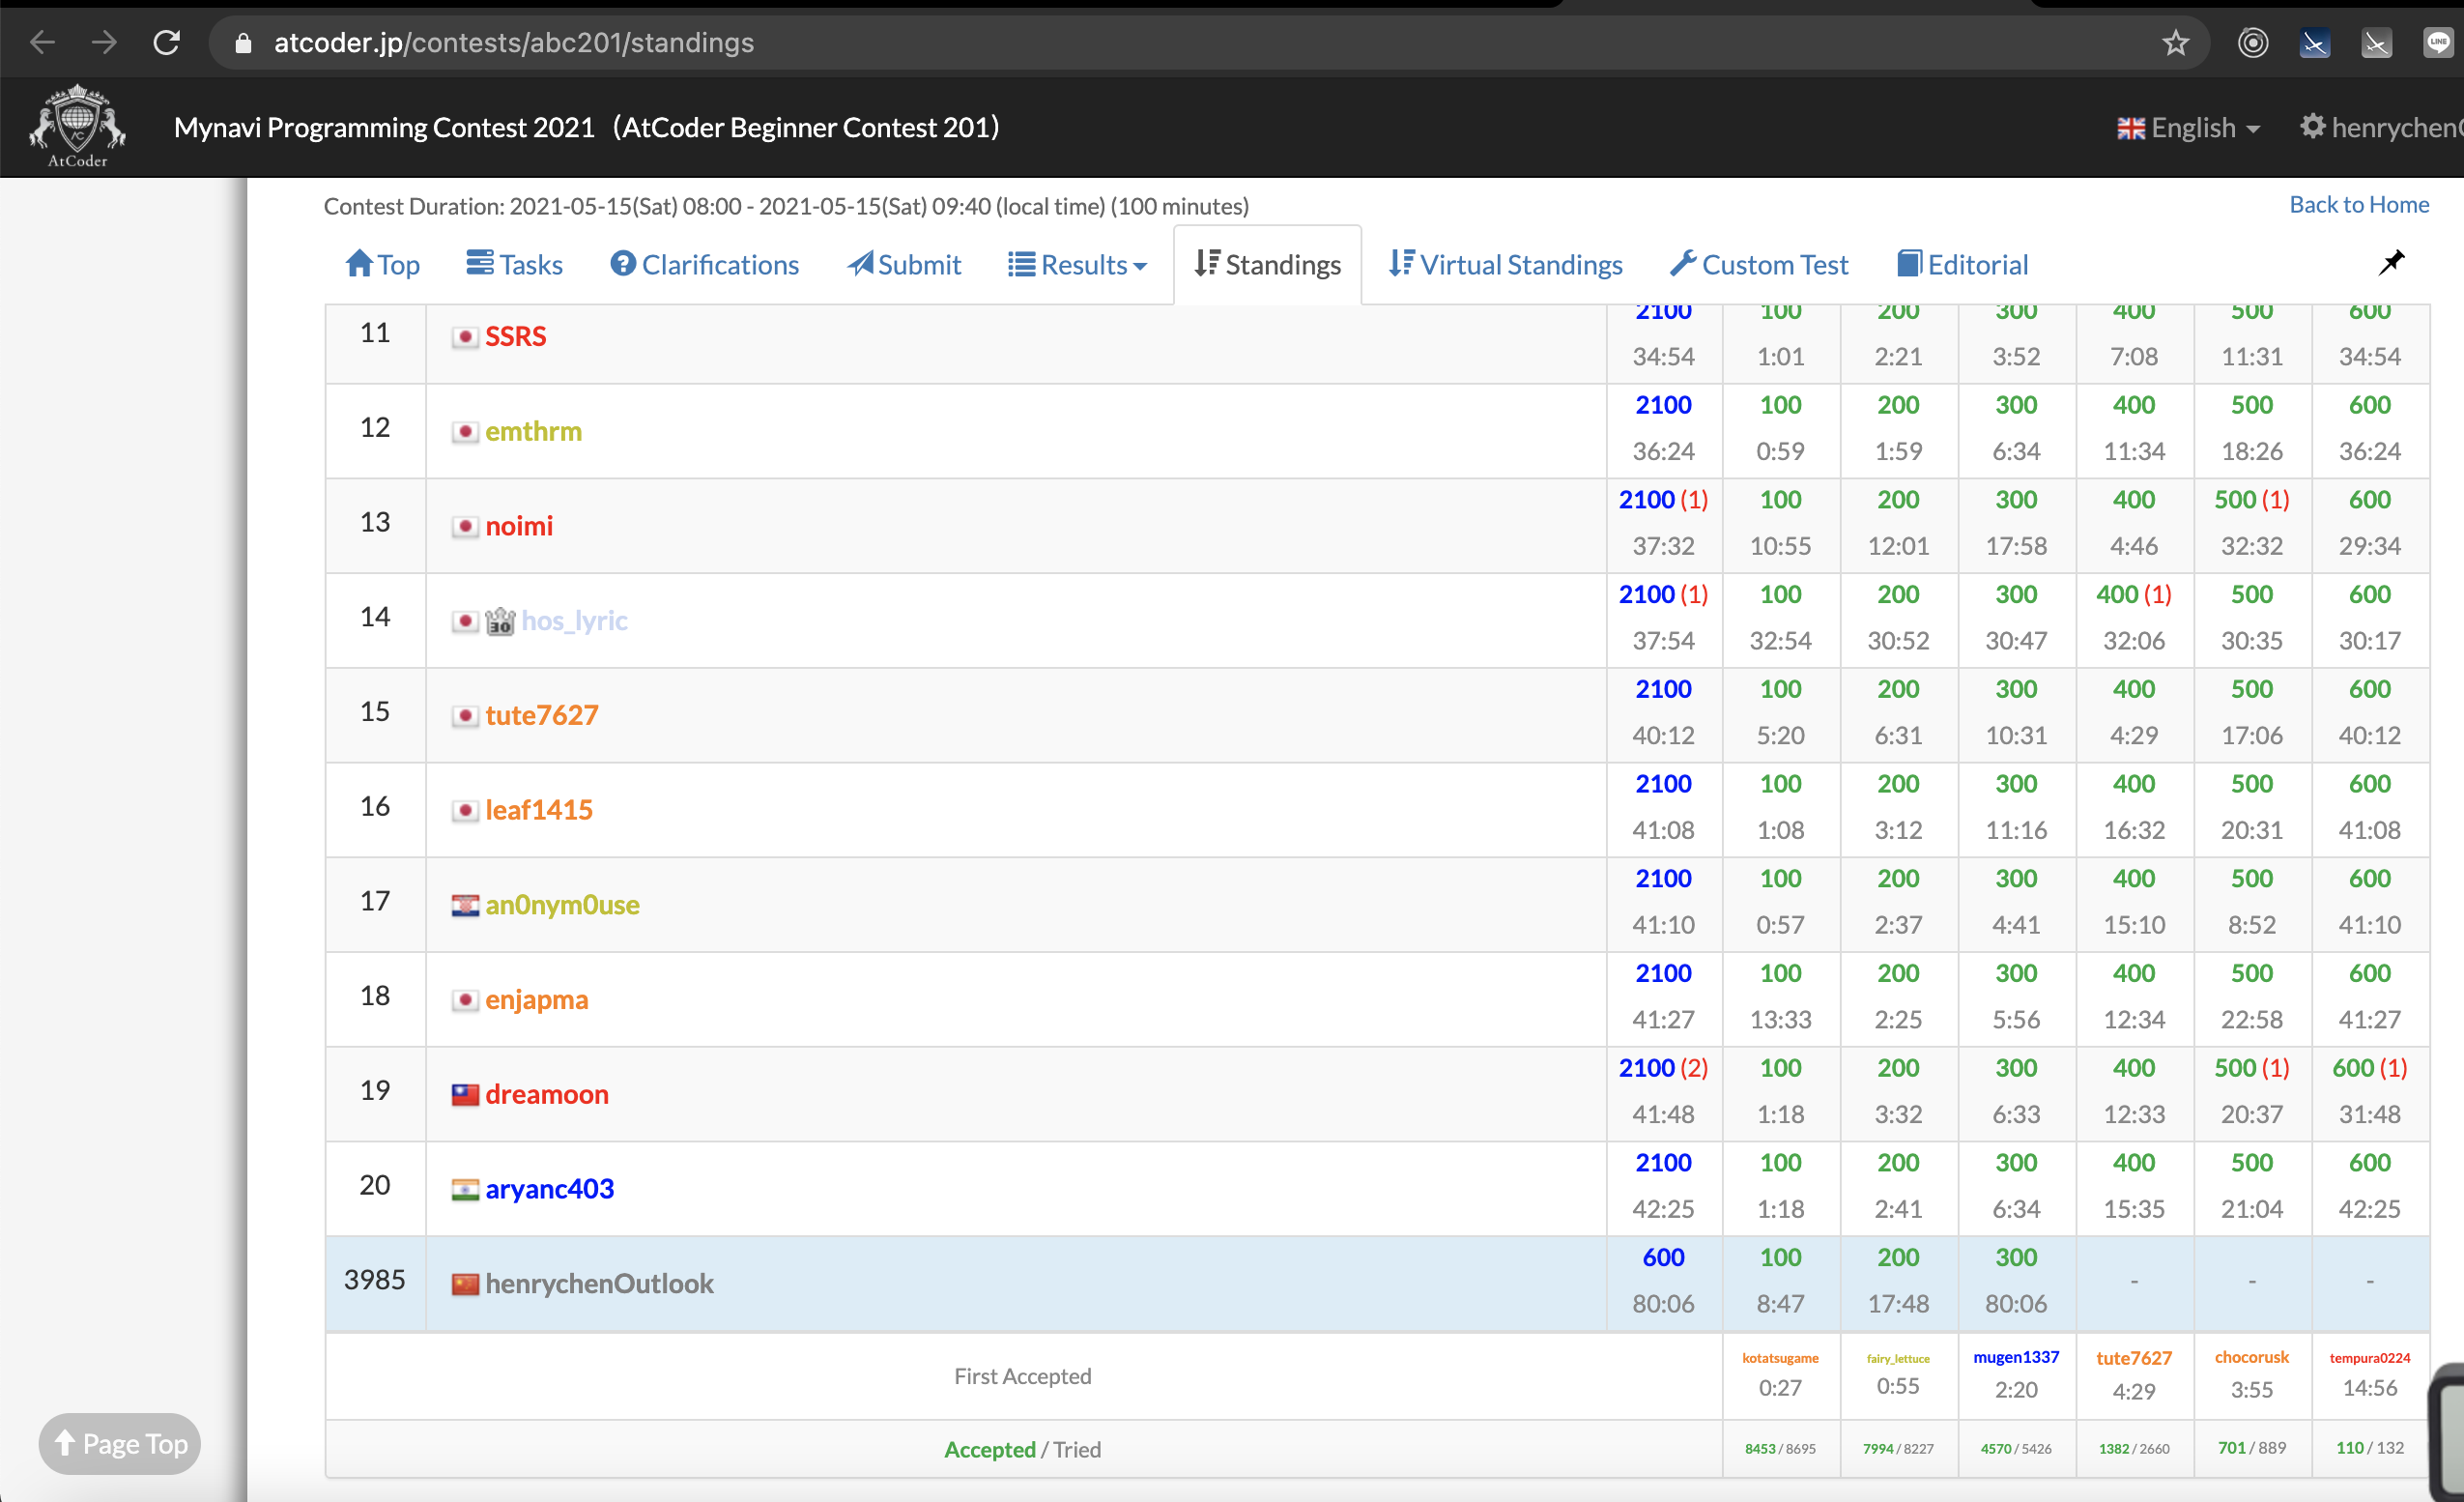 atcoder.jp/contests/abc201/standings
LINE
AtCoder
Mynavi Programming Contest 2021 (AtCoder Beginner Contest 201)
English
Contest Duration: 2021-05-15(Sat) 08:00 - 2021-05-15(Sat) 09:40 (local time) (100 minutes)
Back to Home
Top Tasks Clarifications Submit Results Standings Virtual Standings Custom Test Editorial
11 SSRS 2100 100 200 300 400 500 600
34:54 1:01 2:21 3:52 7:08 11:31 34:54
12 emthrm 2100 100 200 300 400 500 600
36:24 0:59 1:59 6:34 11:34 18:26 36:24
13 noimi 2100 (1) 100 200 300 400 500 (1) 600
37:32 10:55 12:01 17:58 4:46 32:32 29:34
14 30 hos_lyric 2100 (1) 100 200 300 400 (1) 500 600
37:54 32:54 30:52 30:47 32:06 30:35 30:17
15 tute7627 2100 100 200 300 400 500 600
40:12 5:20 6:31 10:31 4:29 17:06 40:12
16 leaf1415 2100 100 200 300 400 500 600
41:08 1:08 3:12 11:16 16:32 20:31 41:08
17 an0nym0use 2100 100 200 300 400 500 600
41:10 0:57 2:37 4:41 15:10 8:52 41:10
18 enjapma 2100 100 200 300 400 500 600
41:27 13:33 2:25 5:56 12:34 22:58 41:27
19 dreamoon 2100 (2) 100 200 300 400 500 (1) 600 (1)
41:48 1:18 3:32 6:33 12:33 20:37 31:48
20 aryanc403 2100 100 200 300 400 500 600
42:25 1:18 2:41 6:34 15:35 21:04 42:25
3985 henrychenOutlook 600 100 200 300 - - -
80:06 8:47 17:48 80:06
First Accepted kotatsugame fairy_lettuce mugen1337 tute7627 chocorusk tempura0224
0:27 0:55 2:20 4:29 3:55 14:56
Accepted / Tried 8453 / 8695 7994 / 8227 4570 / 5426 1382 / 2660 701 / 889 110 / 132
Page Top